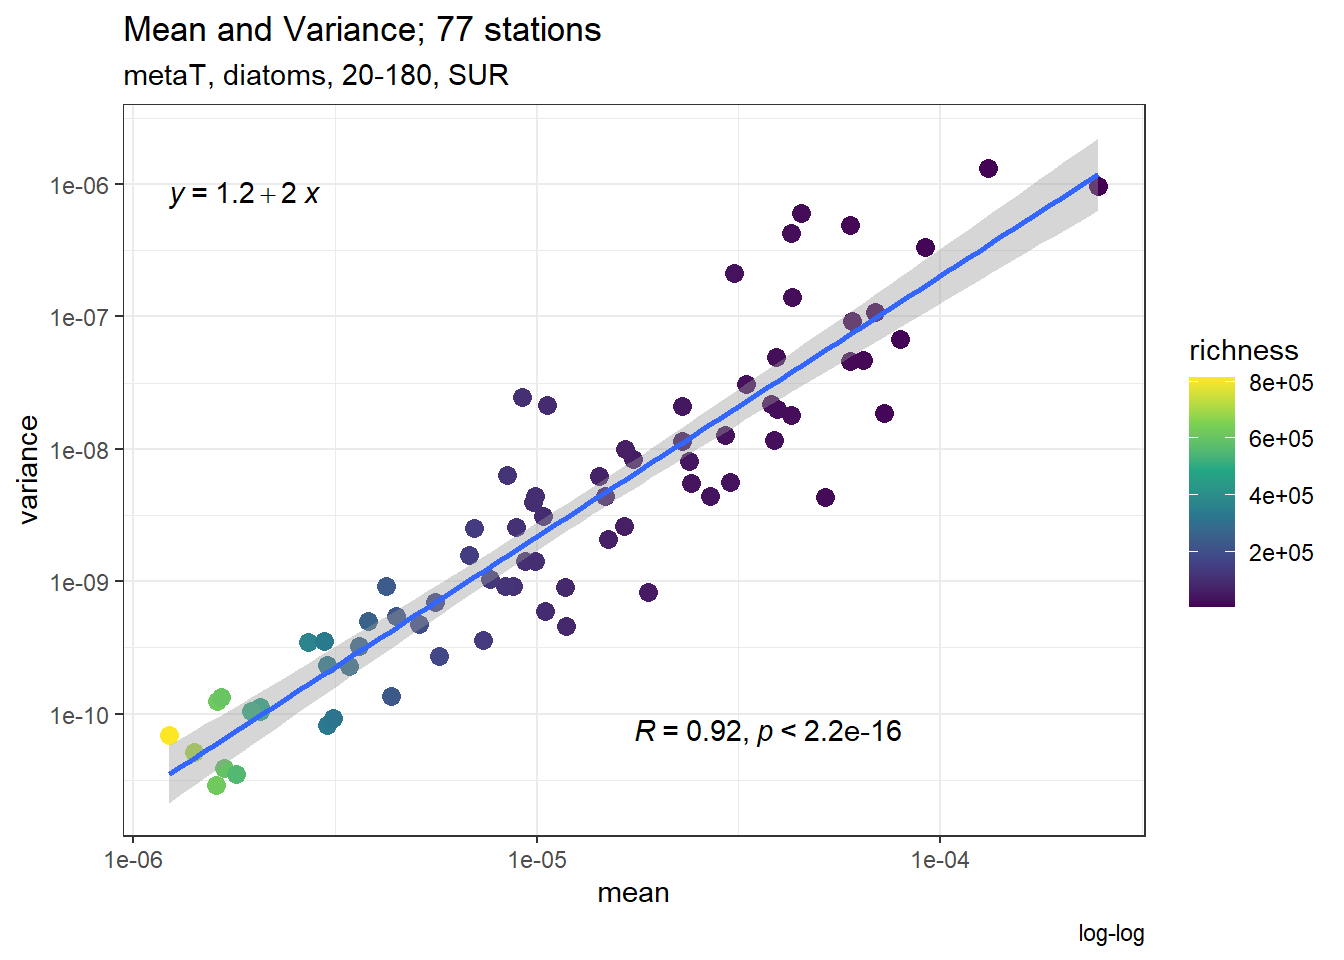 Mean and Variance; 77 stations
metaT, diatoms, 20-180, SUR
y = 1.2 + 2 x
R = 0.92, p < 2.2e-16
variance
1e-06
1e-07
1e-08
1e-09
1e-10
1e-06 1e-05 1e-04
mean
richness
8e+05
6e+05
4e+05
2e+05
log-log